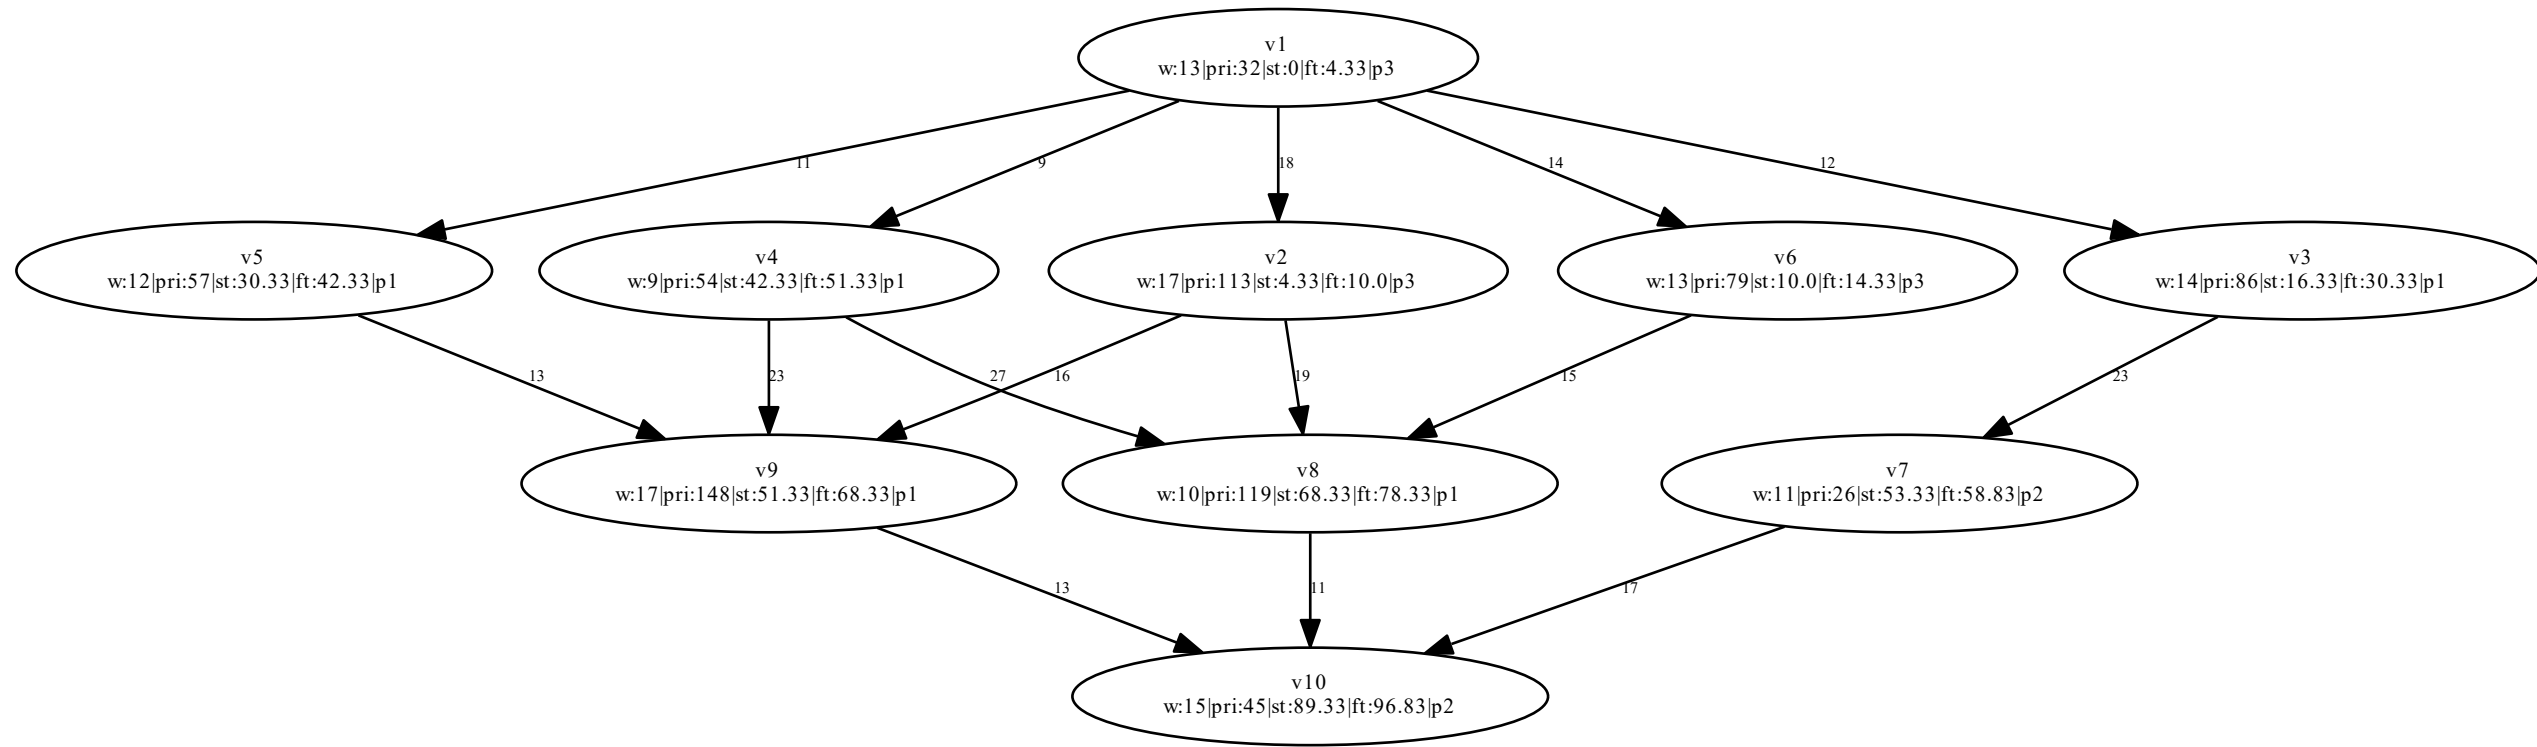 v1
w:13|pri:32|st:0|ft:4.33|p3
11
9
18
14
12
v5
w:12|pri:57|st:30.33|ft:42.33|p1
v4
w:9|pri:54|st:42.33|ft:51.33|p1
v2
w:17|pri:113|st:4.33|ft:10.0|p3
v6
w:13|pri:79|st:10.0|ft:14.33|p3
v3
w:14|pri:86|st:16.33|ft:30.33|p1
13
23
27
16
19
15
23
v9
w:17|pri:148|st:51.33|ft:68.33|p1
v8
w:10|pri:119|st:68.33|ft:78.33|p1
v7
w:11|pri:26|st:53.33|ft:58.83|p2
13
11
17
v10
w:15|pri:45|st:89.33|ft:96.83|p2